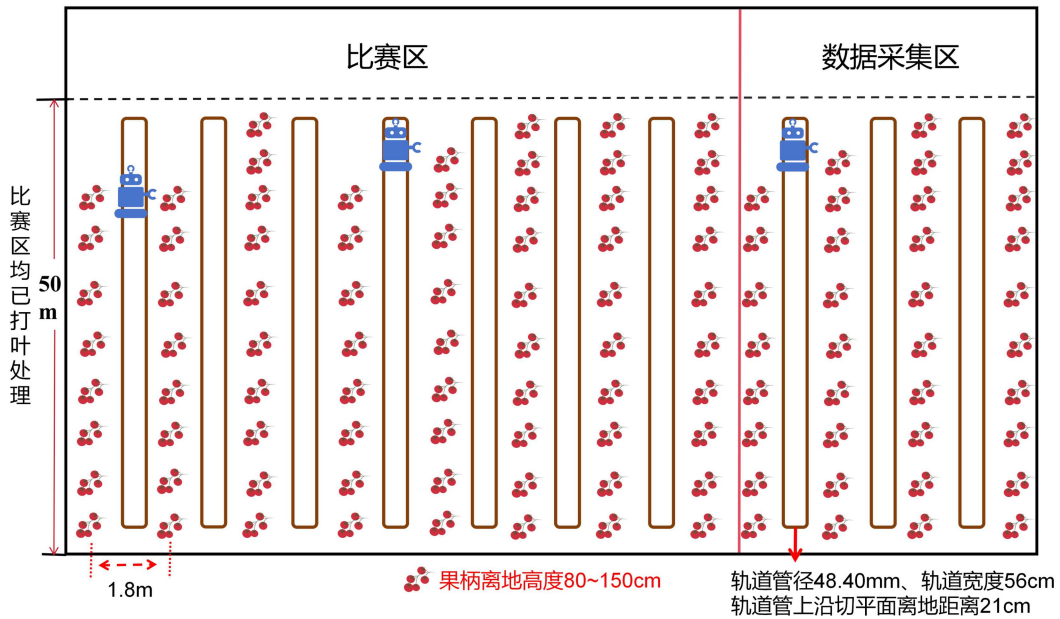 比赛区
数据采集区
比赛区均已打叶处理
50
m
1.8m
果柄离地高度80~150cm
轨道管径48.40mm、轨道宽度56cm
轨道管上沿切平面离地距离21cm